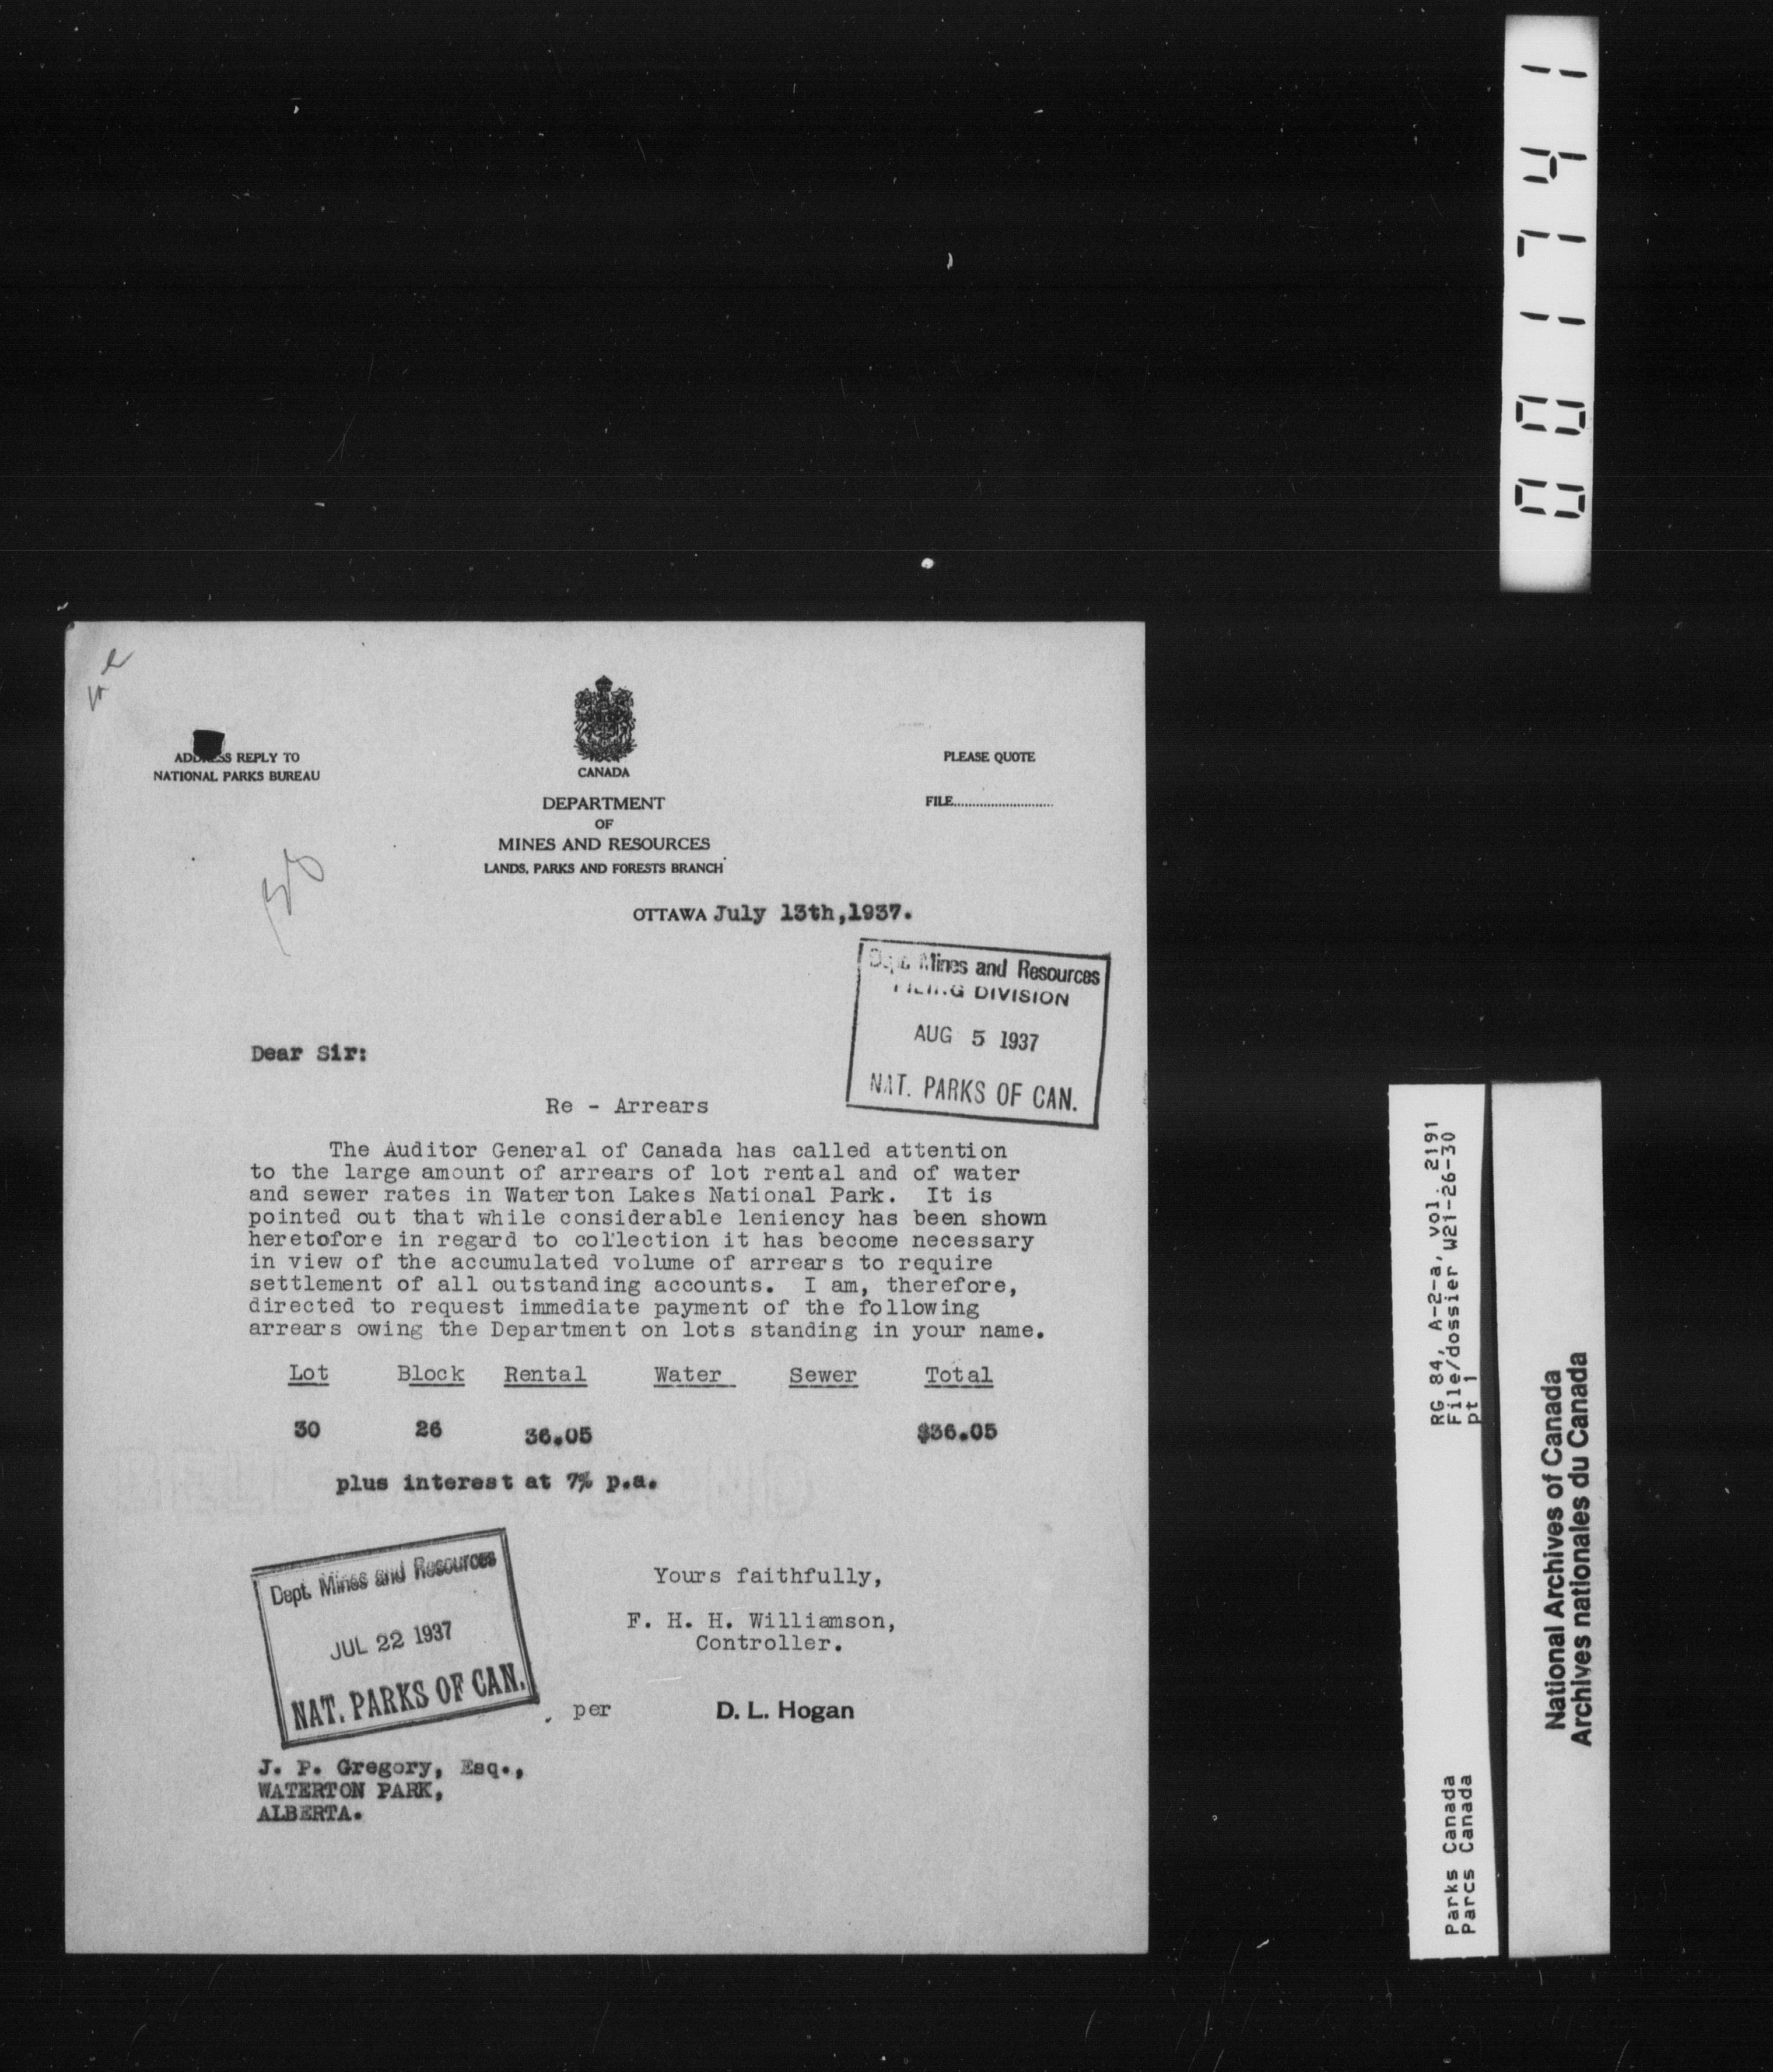 ADDRESS REPLY TO
NATIONAL PARKS BUREAU
CANADA
DEPARTMENT
OF
MINES AND RESOURCES
LANDS, PARKS AND FORESTS BRANCH
PLEASE QUOTE
FILE
OTTAWA July 13th,1937.
Dept. Mines and Resources
FILING DIVISION
AUG 5 1937
NAT. PARKS OF CAN.
Dear Sir:
Re - Arrears
The Auditor General of Canada has called attention
to the large amount of arrears of lot rental and of water
and sewer rates in Waterton Lakes National Park. It is
pointed out that while considerable leniency has been shown
heretofore in regard to collection it has become necessary
in view of the accumulated volume of arrears to require
settlement of all outstanding accounts. I am, therefore,
directed to request immediate payment of the following
arrears owing the Department on lots standing in your name.
Lot Block Rental Water Sewer Total
30 26 36.05 $36.05
plus interest at 7% p.a.
Dept. Mines and Resources
JUL 22 1937
NAT. PARKS OF CAN.
Yours faithfully,
F. H. H. Williamson,
Controller.
per D. L. Hogan
J. P. Gregory, Esq.,
WATERTON PARK,
ALBERTA.
001741
RG 84, A-2-a, vol. 2191
File/dossier W21-26-30
pt 1
Parks Canada
Parcs Canada
National Archives of Canada
Archives nationales du Canada